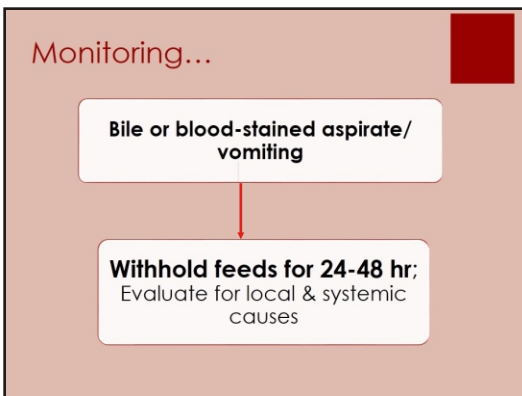 Monitoring...
Bile or blood-stained aspirate/
vomiting
Withhold feeds for 24-48 hr;
Evaluate for local & systemic
causes